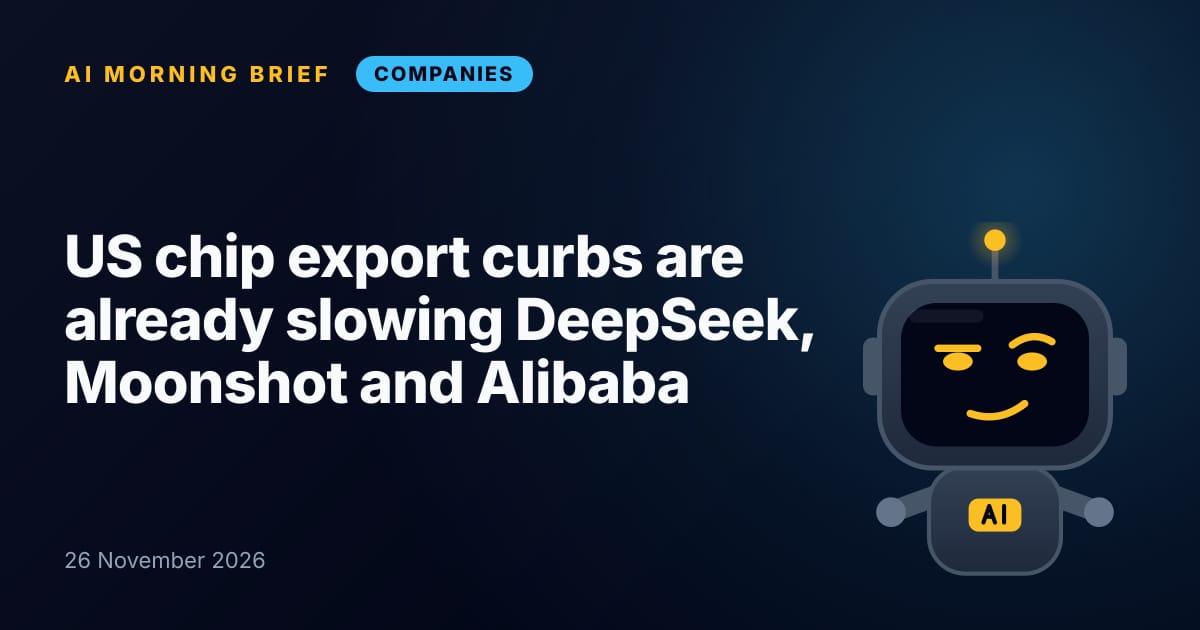 AI MORNING BRIEF
COMPANIES
US chip export curbs are
already slowing DeepSeek,
Moonshot and Alibaba
AI
26 November 2026